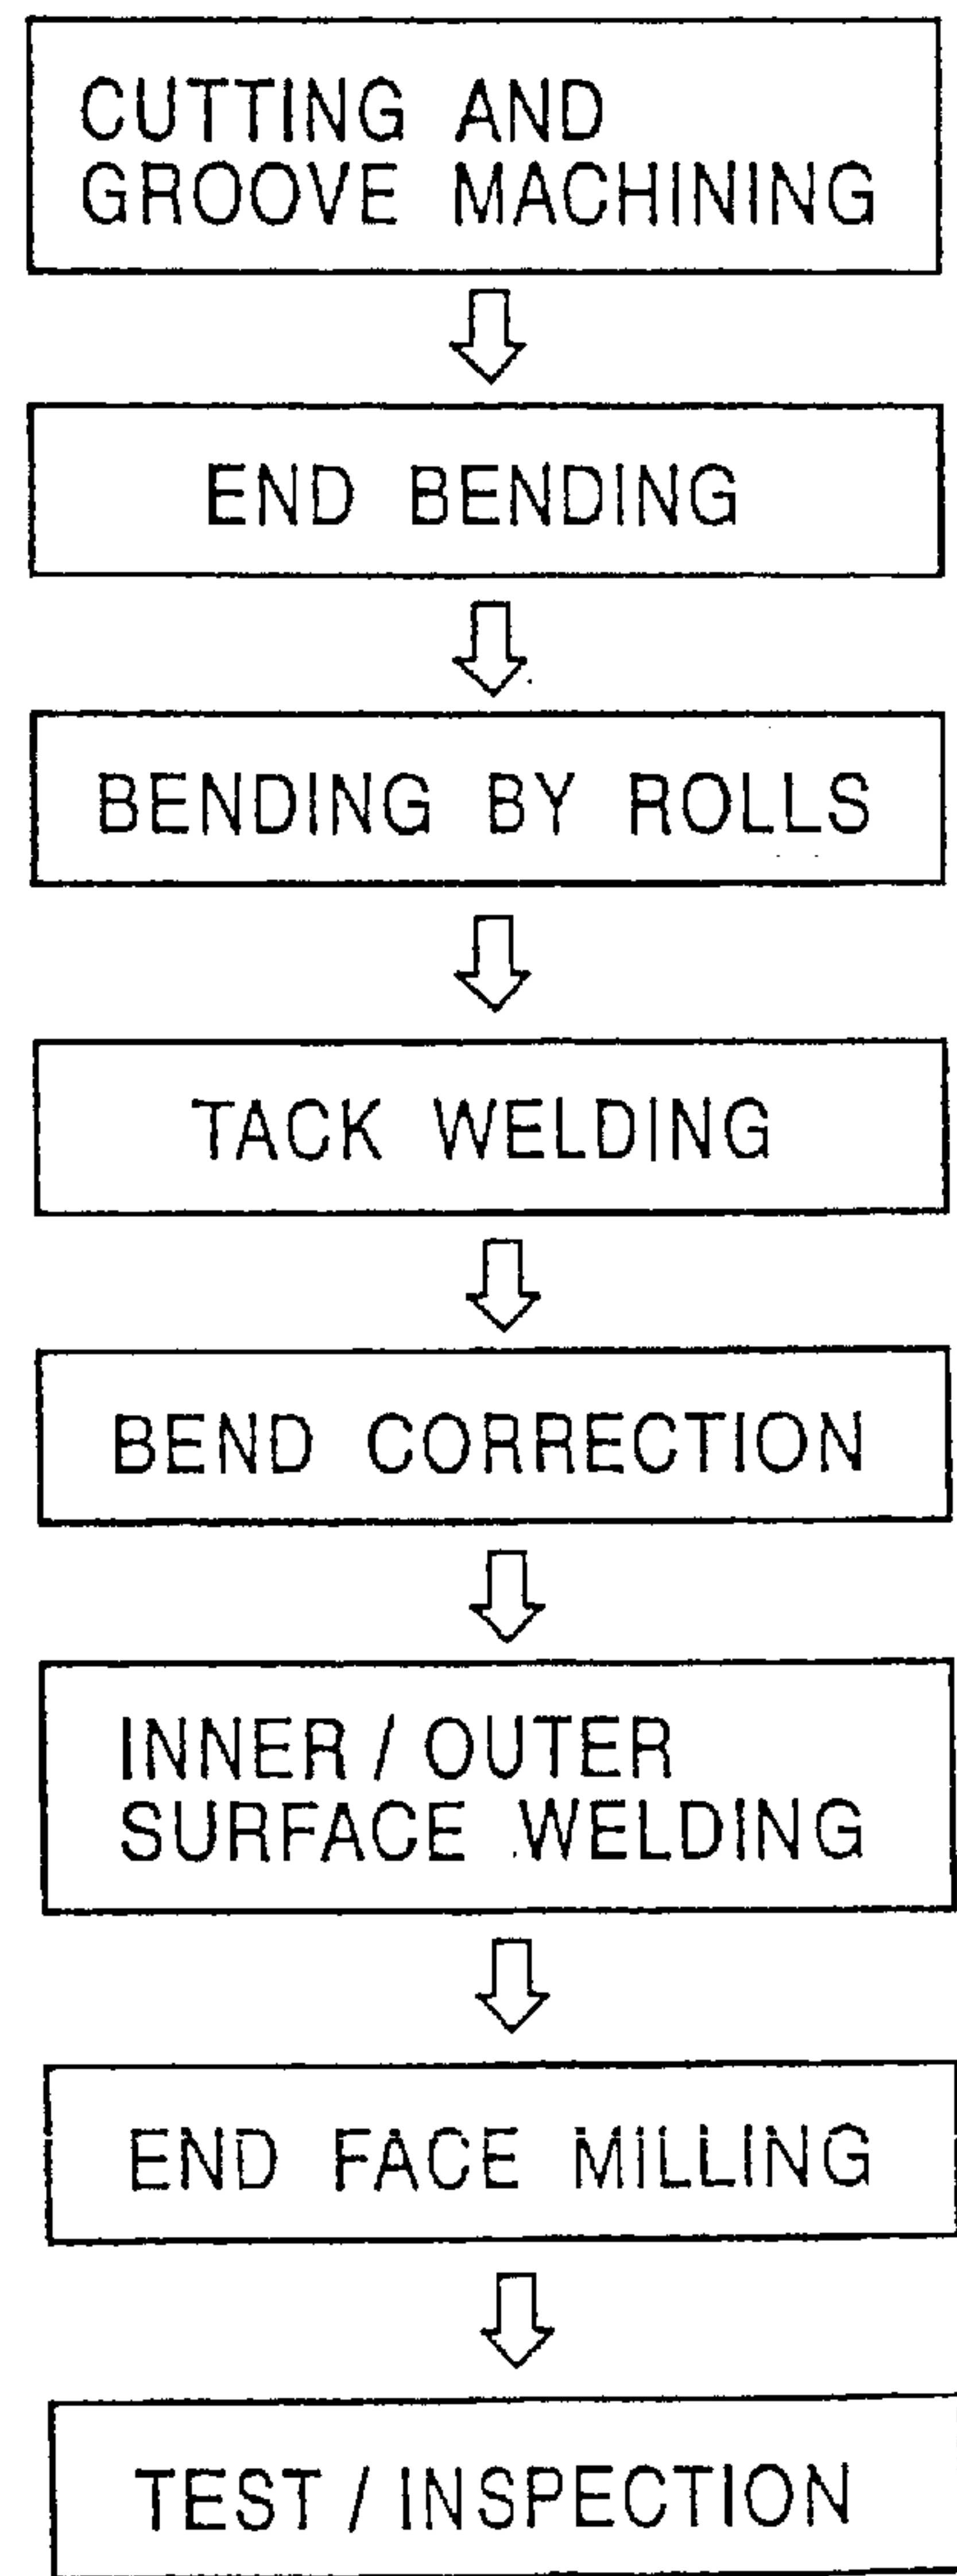 CUTTING AND
GROOVE MACHINING
END BENDING
BENDING BY ROLLS
TACK WELDING
BEND CORRECTION
INNER / OUTER
SURFACE WELDING
END FACE MILLING
TEST / INSPECTION